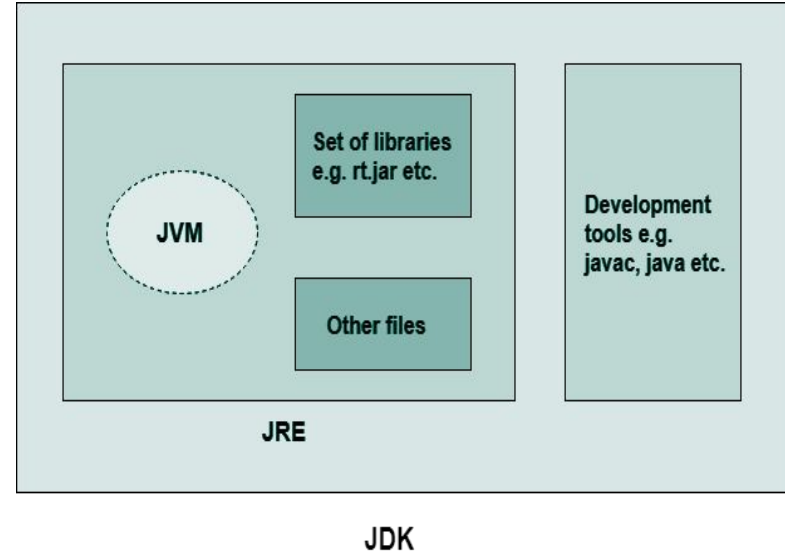 Set of libraries
e.g. rt.jar etc.
JVM
Other files
Development
tools e.g.
javac, java etc.
JRE
JDK